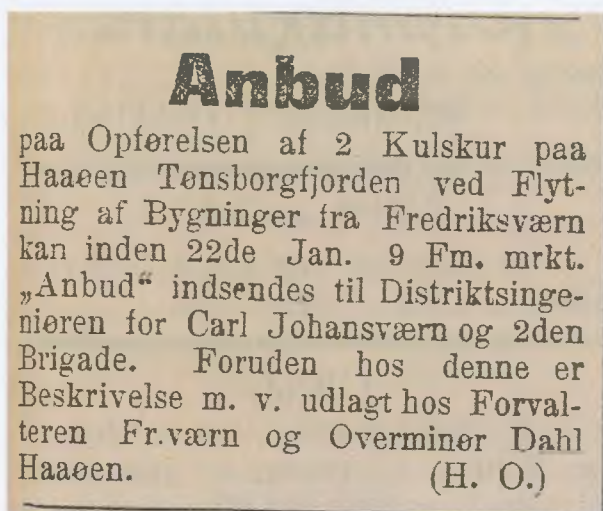 Anbud
paa Opførelsen af 2 Kulskur paa
Haaøen Tønsborgfjorden ved Flyt-
ning af Bygninger fra Fredriksværn
kan inden 22de Jan. 9 Fm. mrkt.
„Anbud“ indsendes til Distriktsinge-
niøren for Carl Johansværn og 2den
Brigade. Foruden hos denne er
Beskrivelse m. v. udlagt hos Forval-
teren Fr.værn og Overminør Dahl
Haaøen. (H. O.)